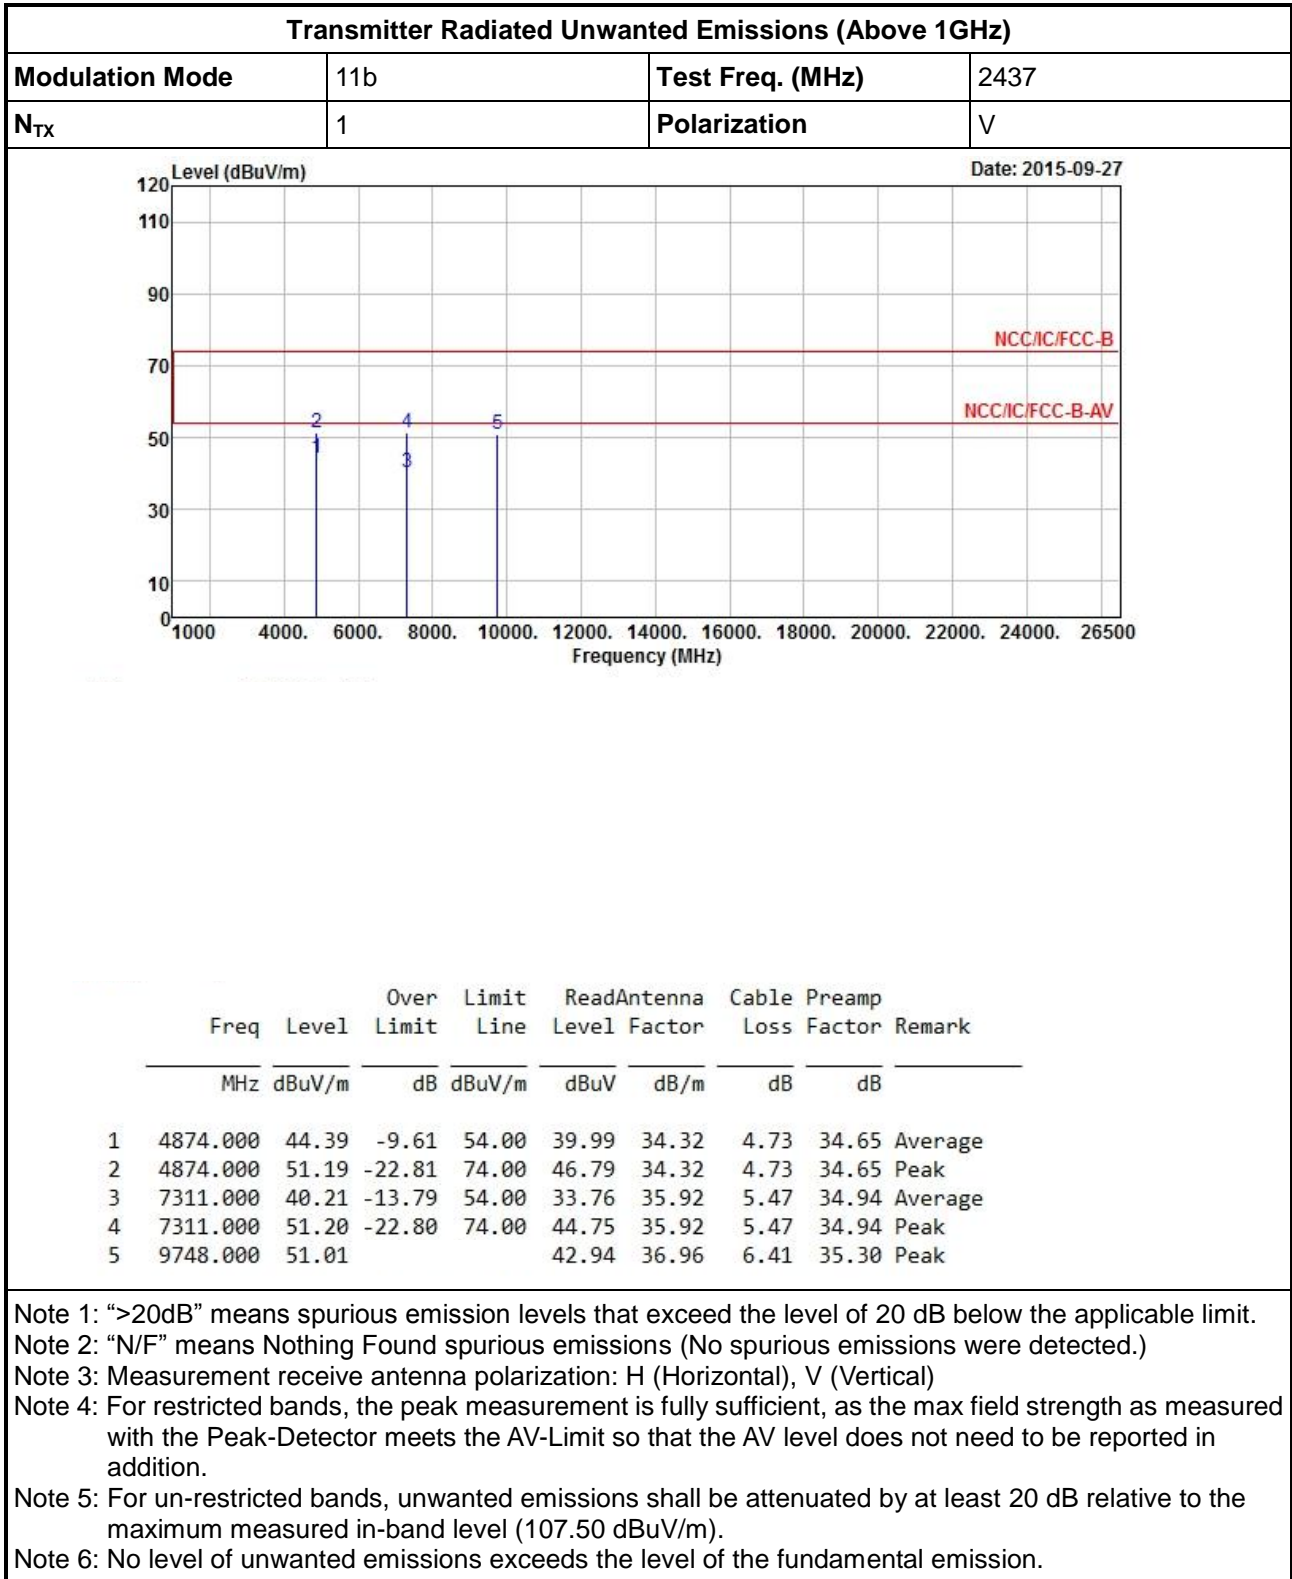 Transmitter Radiated Unwanted Emissions (Above 1GHz)
Modulation Mode 11b Test Freq. (MHz) 2437
NTX 1 Polarization V
Level (dBuV/m) Date: 2015-09-27
120
110
90
NCC/IC/FCC-B
70
NCC/IC/FCC-B-AV
2 4 5
50
1
3
30
10
0
1000 4000. 6000. 8000. 10000. 12000. 14000. 16000. 18000. 20000. 22000. 24000. 26500
Frequency (MHz)
Over Limit ReadAntenna Cable Preamp
Freq Level Limit Line Level Factor Loss Factor Remark
MHz dBuV/m dB dBuV/m dBuV dB/m dB dB
1 4874.000 44.39 -9.61 54.00 39.99 34.32 4.73 34.65 Average
2 4874.000 51.19 -22.81 74.00 46.79 34.32 4.73 34.65 Peak
3 7311.000 40.21 -13.79 54.00 33.76 35.92 5.47 34.94 Average
4 7311.000 51.20 -22.80 74.00 44.75 35.92 5.47 34.94 Peak
5 9748.000 51.01 42.94 36.96 6.41 35.30 Peak
Note 1: “>20dB” means spurious emission levels that exceed the level of 20 dB below the applicable limit.
Note 2: “N/F” means Nothing Found spurious emissions (No spurious emissions were detected.)
Note 3: Measurement receive antenna polarization: H (Horizontal), V (Vertical)
Note 4: For restricted bands, the peak measurement is fully sufficient, as the max field strength as measured
with the Peak-Detector meets the AV-Limit so that the AV level does not need to be reported in
addition.
Note 5: For un-restricted bands, unwanted emissions shall be attenuated by at least 20 dB relative to the
maximum measured in-band level (107.50 dBuV/m).
Note 6: No level of unwanted emissions exceeds the level of the fundamental emission.